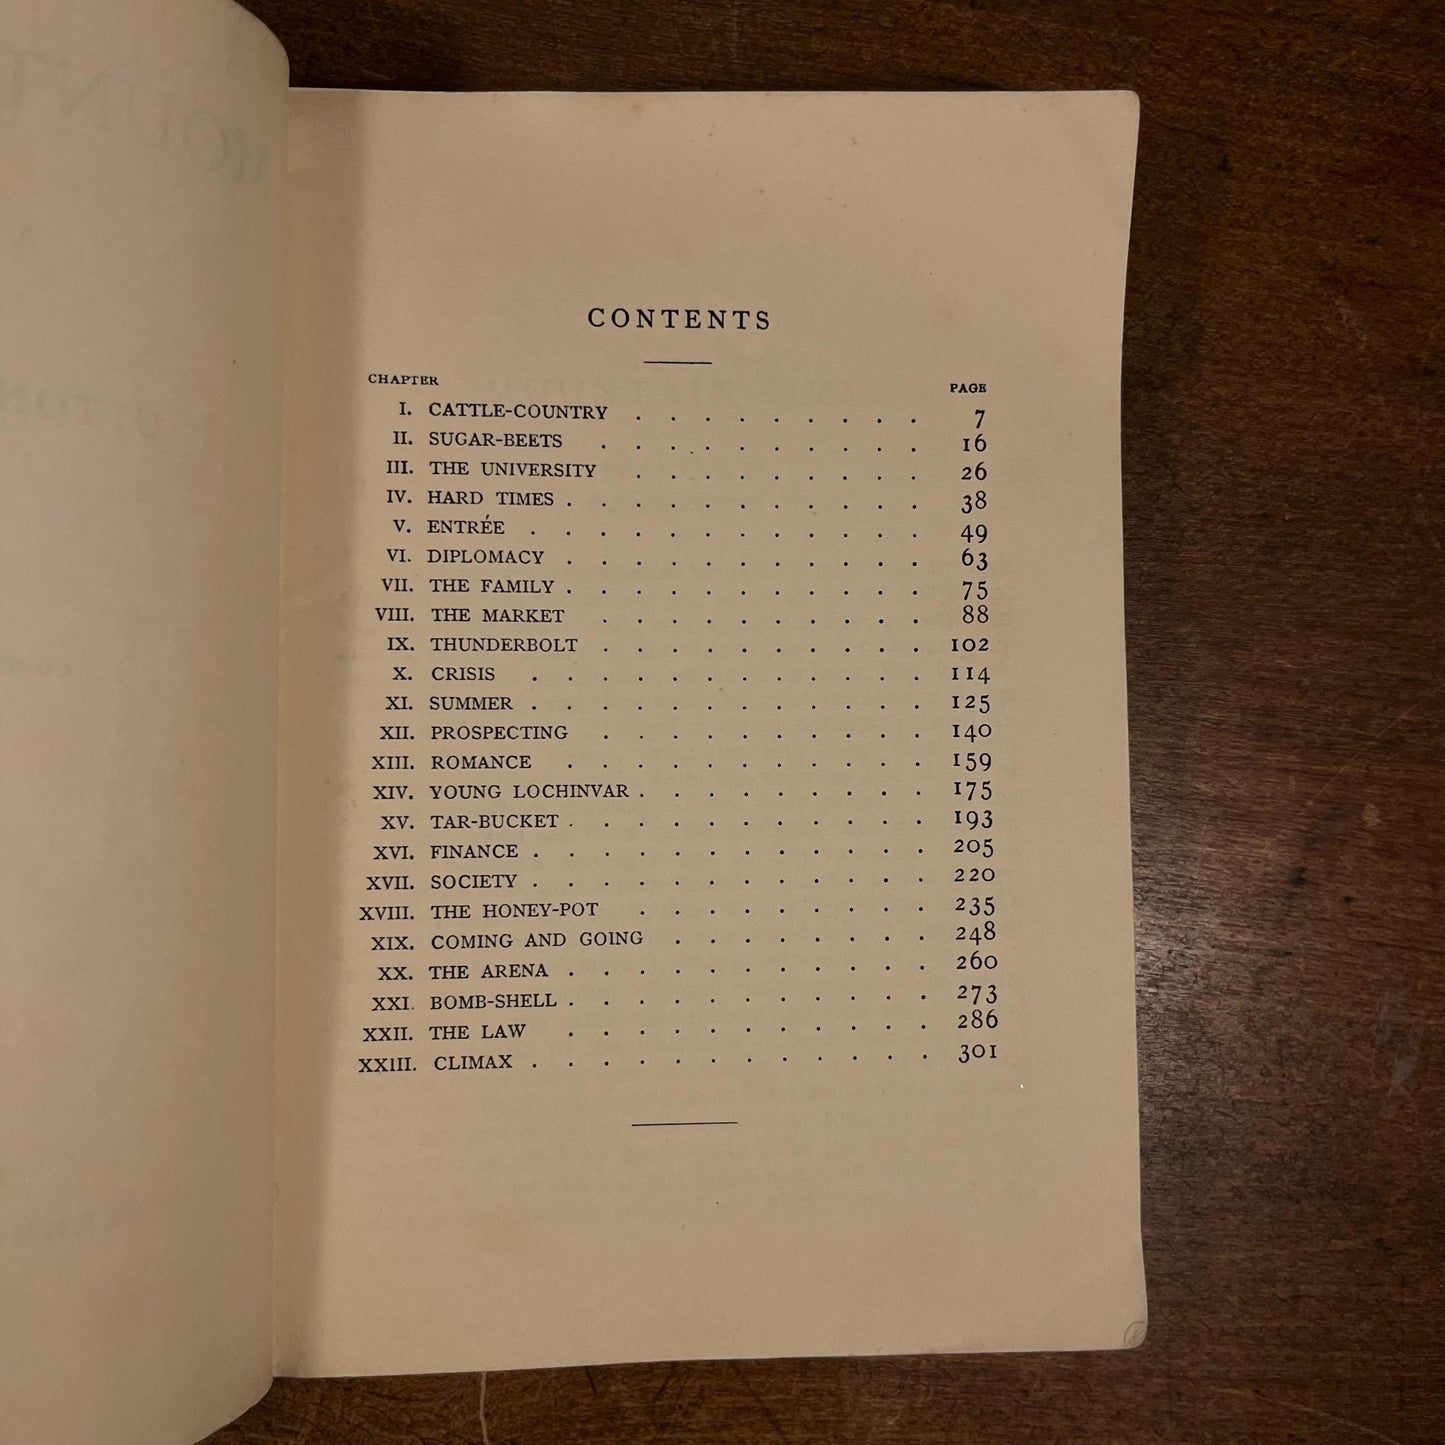 CONTENTS
CHAPTER PAGE
I. CATTLE-COUNTRY . . . . . . . . . 7
II. SUGAR-BEETS . . . . . . . . . . 16
III. THE UNIVERSITY . . . . . . . . . 26
IV. HARD TIMES . . . . . . . . . . . 38
V. ENTRÉE . . . . . . . . . . . . 49
VI. DIPLOMACY . . . . . . . . . . . 63
VII. THE FAMILY . . . . . . . . . . . 75
VIII. THE MARKET . . . . . . . . . . 88
IX. THUNDERBOLT . . . . . . . . . . 102
X. CRISIS . . . . . . . . . . . . 114
XI. SUMMER . . . . . . . . . . . . 125
XII. PROSPECTING . . . . . . . . . . 140
XIII. ROMANCE . . . . . . . . . . . 159
XIV. YOUNG LOCHINVAR . . . . . . . . . 175
XV. TAR-BUCKET . . . . . . . . . . . 193
XVI. FINANCE . . . . . . . . . . . . 205
XVII. SOCIETY . . . . . . . . . . . . 220
XVIII. THE HONEY-POT . . . . . . . . . 235
XIX. COMING AND GOING . . . . . . . . 248
XX. THE ARENA . . . . . . . . . . . 260
XXI. BOMB-SHELL . . . . . . . . . . . 273
XXII. THE LAW . . . . . . . . . . . 286
XXIII. CLIMAX . . . . . . . . . . . . 301